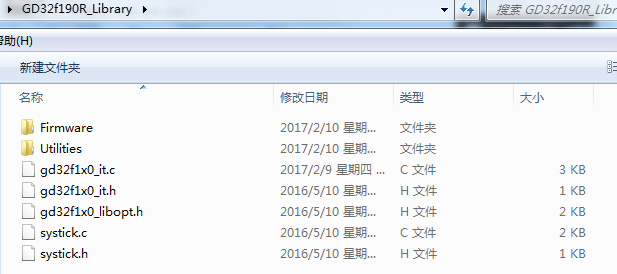 GD32f190R_Library
搜索 GD32f190R_Libr
帮助(H)
新建文件夹
名称 修改日期 类型 大小
Firmware 2017/2/10 星期... 文件夹
Utilities 2017/2/10 星期... 文件夹
gd32f1x0_it.c 2017/2/9 星期四 ... C 文件 3 KB
gd32f1x0_it.h 2016/5/10 星期... H 文件 1 KB
gd32f1x0_libopt.h 2016/5/10 星期... H 文件 2 KB
systick.c 2016/5/10 星期... C 文件 2 KB
systick.h 2016/5/10 星期... H 文件 1 KB